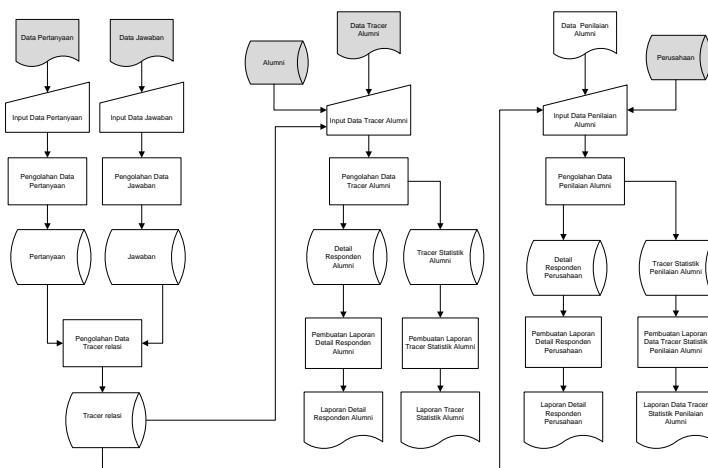 Data Pertanyaan
Data Jawaban
Input Data Pertanyaan
Input Data Jawaban
Pengolahan Data
Pertanyaan
Pengolahan Data
Jawaban
Pertanyaan
Jawaban
Pengolahan Data
Tracer relasi
Tracer relasi
Data Tracer
Alumni
Alumni
Input Data Tracer Alumni
Pengolahan Data
Tracer Alumni
Detail
Responden
Alumni
Tracer Statistik
Alumni
Pembuatan Laporan
Detail Responden
Alumni
Pembuatan Laporan
Tracer Statistik Alumni
Laporan Detail
Responden Alumni
Laporan Tracer
Statistik Alumni
Data Penilaian
Alumni
Perusahaan
Input Data Penilaian
Alumni
Pengolahan Data
Penilaian Alumni
Detail
Responden
Perusahaan
Tracer Statistik
Penilaian Alumni
Pembuatan Laporan
Detail Responden
Perusahaan
Pembuatan Laporan
Data Tracer Statistik
Penilaian Alumni
Laporan Detail
Responden
Perusahaan
Laporan Data Tracer
Statistik Penilaian
Alumni